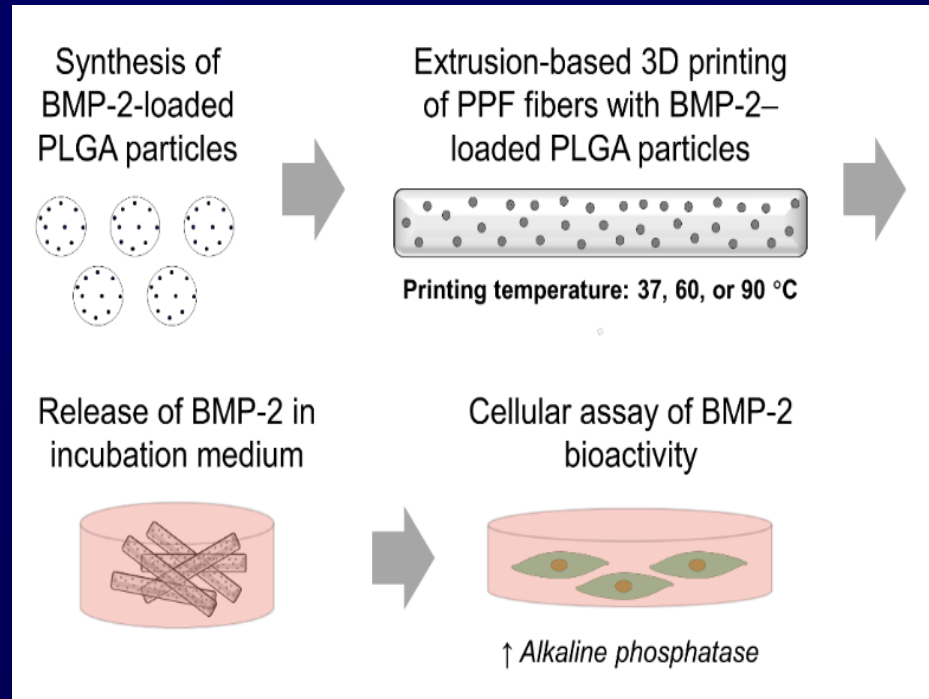 Synthesis of
BMP-2-loaded
PLGA particles
Extrusion-based 3D printing
of PPF fibers with BMP-2–
loaded PLGA particles
Printing temperature: 37, 60, or 90 °C
Release of BMP-2 in
incubation medium
Cellular assay of BMP-2
bioactivity
↑ Alkaline phosphatase